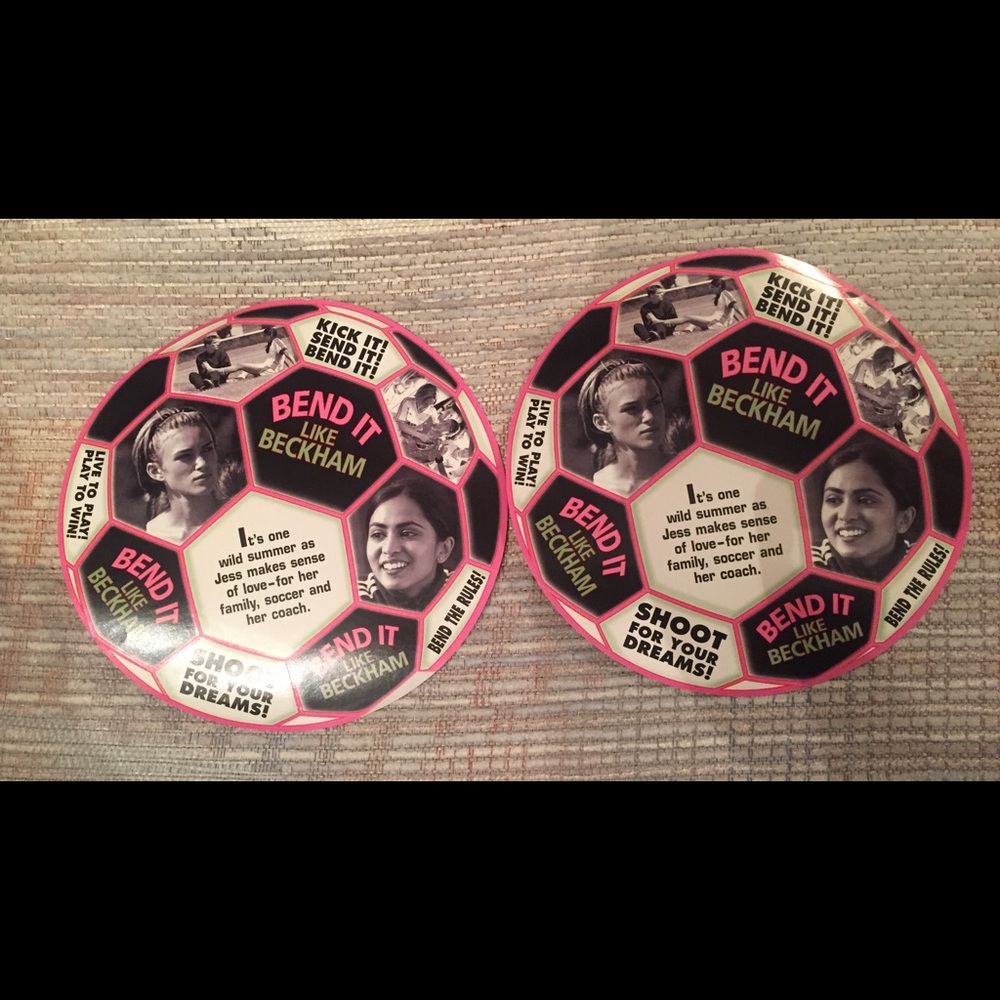 KICK IT!
SEND IT!
BEND IT!
BEND IT
LIKE
BECKHAM
LIVE TO PLAY!
PLAY TO WIN!
It's one
wild summer as
Jess makes sense
of love-for her
family, soccer and
her coach.
BEND IT
LIKE
BECKHAM
BEND THE RULES!
SHOOT
FOR YOUR
DREAMS!
BEND IT
LIKE
BECKHAM
KICK IT!
SEND IT!
BEND IT!
BEND IT
LIKE
BECKHAM
LIVE TO PLAY!
PLAY TO WIN!
It's one
wild summer as
Jess makes sense
of love-for her
family, soccer and
her coach.
BEND IT
LIKE
BECKHAM
BEND THE RULES!
SHOOT
FOR YOUR
DREAMS!
BEND IT
LIKE
BECKHAM